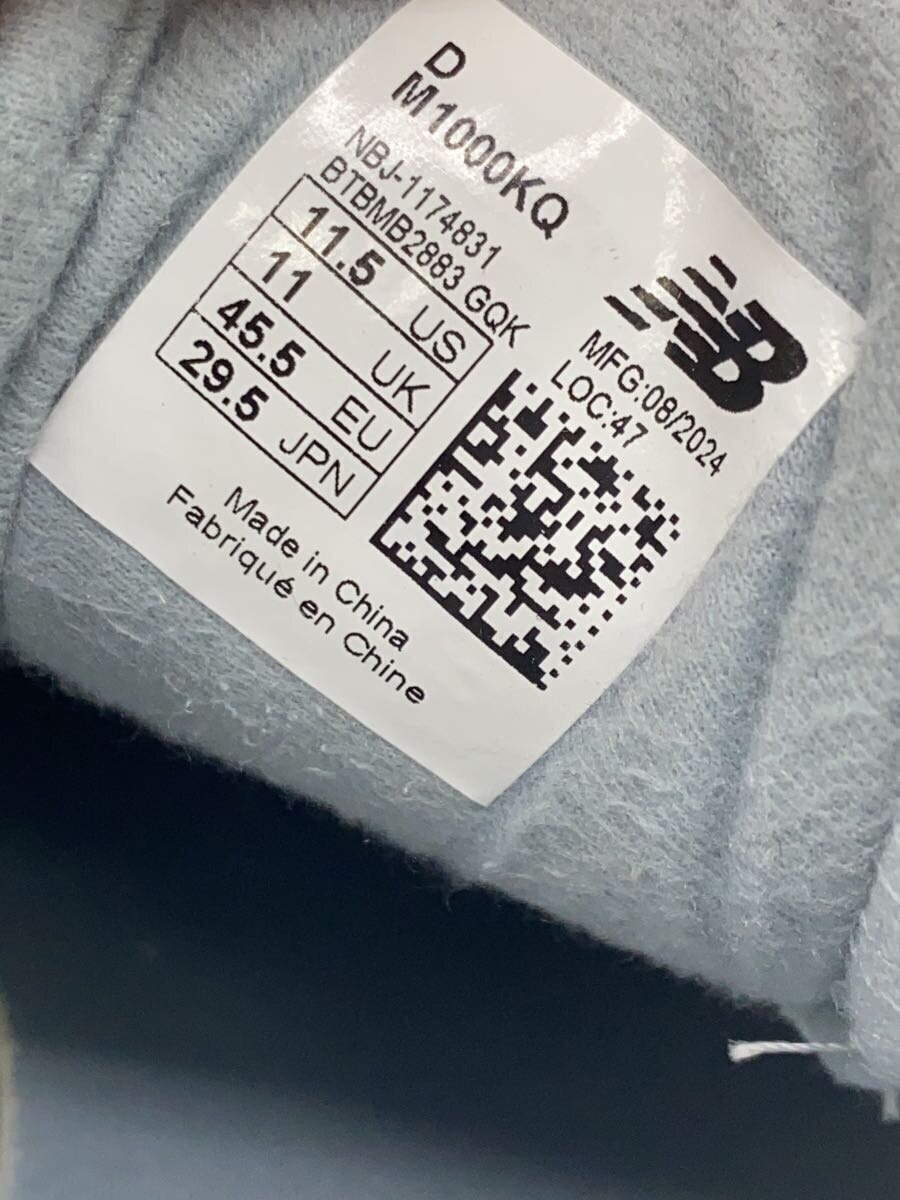 D
M1000KQ
NBJ-1174831
BTBMB2883 GQK
11.5 US
11 UK
45.5 EU
29.5 JPN
NB
MFG:08/2024
LOC:47
Made in China
Fabriqué en Chine